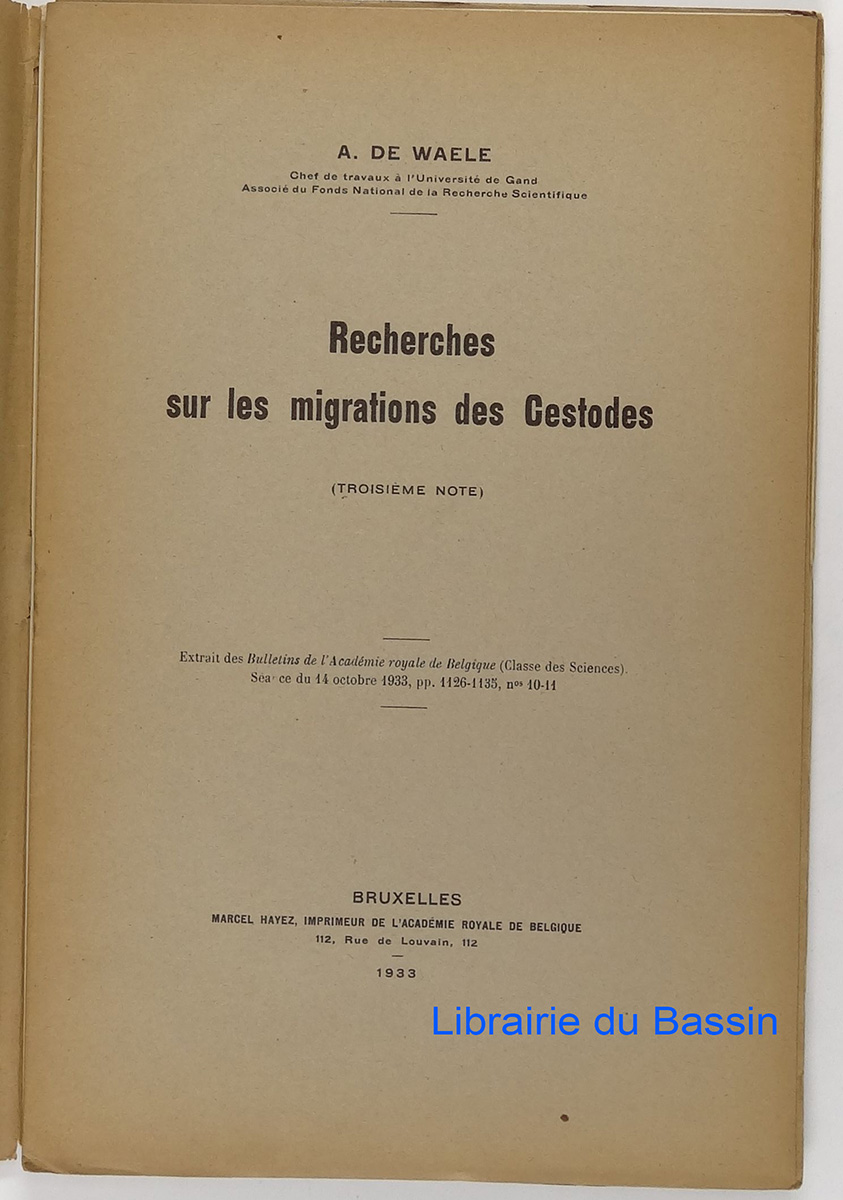 A. DE WAELE
Chef de travaux à l'Université de Gand
Associé du Fonds National de la Recherche Scientifique
Recherches
sur les migrations des Cestodes
(TROISIÈME NOTE)
Extrait des Bulletins de l'Académie royale de Belgique (Classe des Sciences).
Séa ce du 14 octobre 1933, pp. 1126-1135, nos 10-11
BRUXELLES
MARCEL HAYEZ, IMPRIMEUR DE L'ACADÉMIE ROYALE DE BELGIQUE
112, Rue de Louvain, 112
1933
Librairie du Bassin